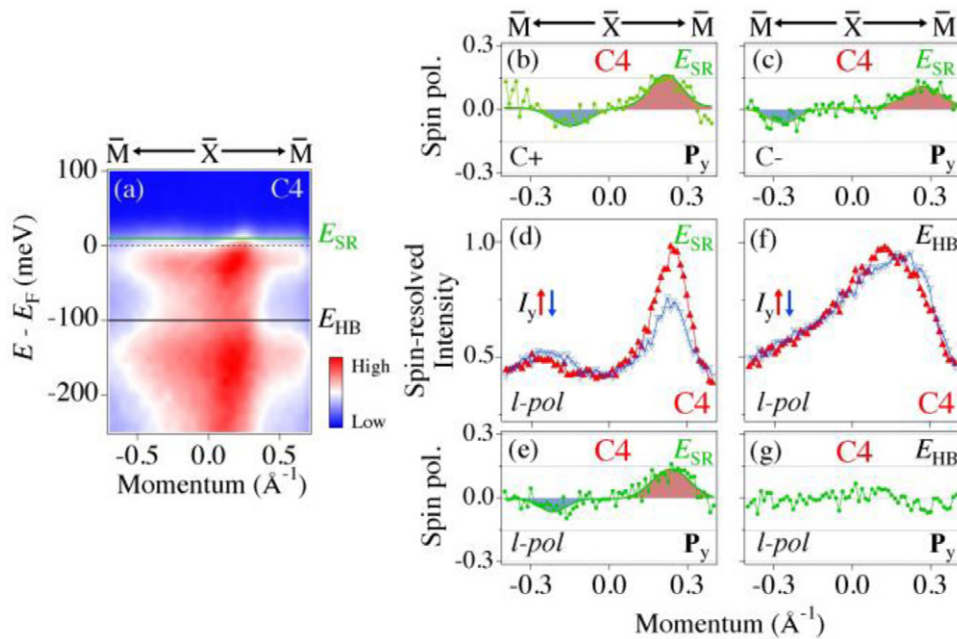 M̄ ← X̄ → M̄
(a) C4
100
0
-100
-200
E - E_F (meV)
E_SR
E_HB
High
Low
-0.5 0.0 0.5
Momentum (Å⁻¹)
M̄ ← X̄ → M̄
(b) C4 E_SR
C+ P_y
0.3
0.0
-0.3
Spin pol.
-0.3 0.0 0.3
M̄ ← X̄ → M̄
(c) C4 E_SR
C- P_y
-0.3 0.0 0.3
(d) E_SR
I_y ↑↓
l-pol C4
1.0
0.5
Spin-resolved
Intensity
(f) E_HB
I_y ↑↓
l-pol C4
(e) C4 E_SR
l-pol P_y
0.3
0.0
-0.3
Spin pol.
-0.3 0.0 0.3
(g) C4 E_HB
l-pol P_y
-0.3 0.0 0.3
Momentum (Å⁻¹)